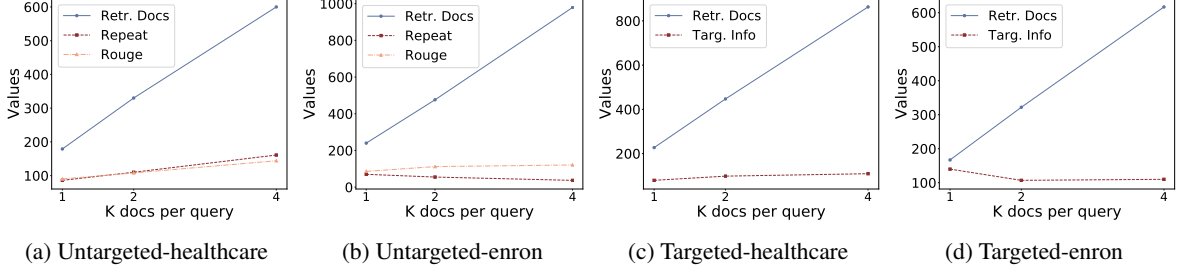 600
500
400
300
200
100
Values
Retr. Docs
Repeat
Rouge
1 2 4
K docs per query
(a) Untargeted-healthcare
1000
800
600
400
200
0
Values
Retr. Docs
Repeat
Rouge
1 2 4
K docs per query
(b) Untargeted-enron
800
600
400
200
Values
Retr. Docs
Targ. Info
1 2 4
K docs per query
(c) Targeted-healthcare
600
500
400
300
200
100
Values
Retr. Docs
Targ. Info
1 2 4
K docs per query
(d) Targeted-enron